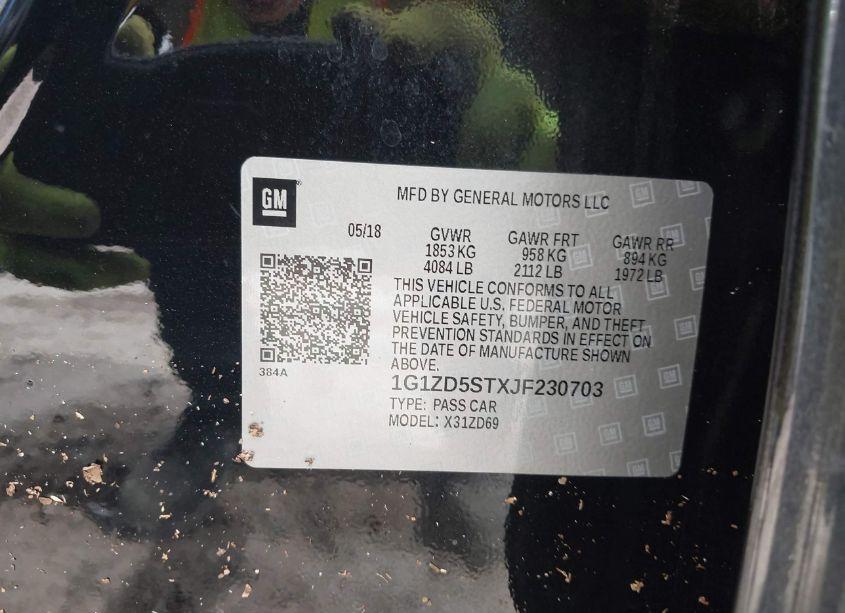 GM
MFD BY GENERAL MOTORS LLC
05/18
GVWR GAWR FRT GAWR RR
1853 KG 958 KG 894 KG
4084 LB 2112 LB 1972 LB
THIS VEHICLE CONFORMS TO ALL
APPLICABLE U.S. FEDERAL MOTOR
VEHICLE SAFETY, BUMPER, AND THEFT
PREVENTION STANDARDS IN EFFECT ON
THE DATE OF MANUFACTURE SHOWN
ABOVE.
384A
1G1ZD5STXJF230703
TYPE: PASS CAR
MODEL: X31ZD69